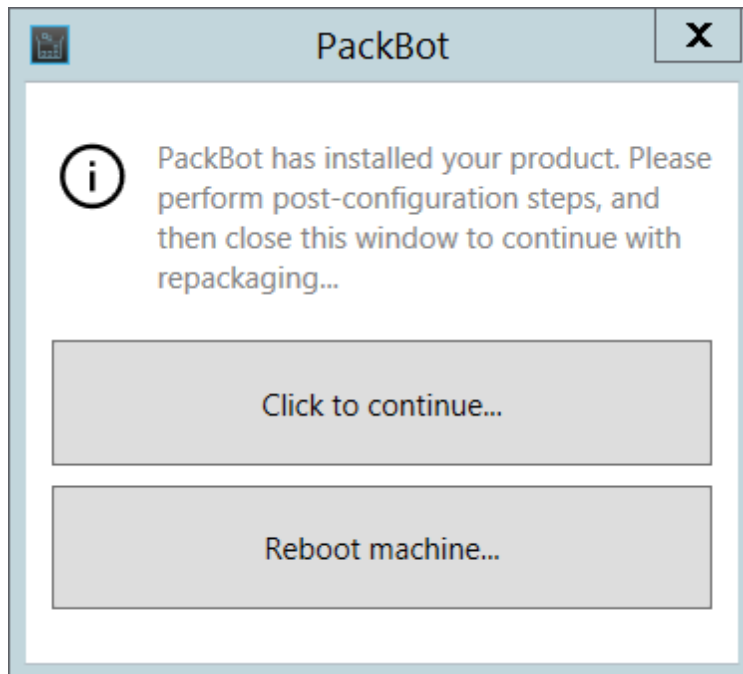 PackBot
X
PackBot has installed your product. Please
perform post-configuration steps, and
then close this window to continue with
repackaging...
Click to continue...
Reboot machine...